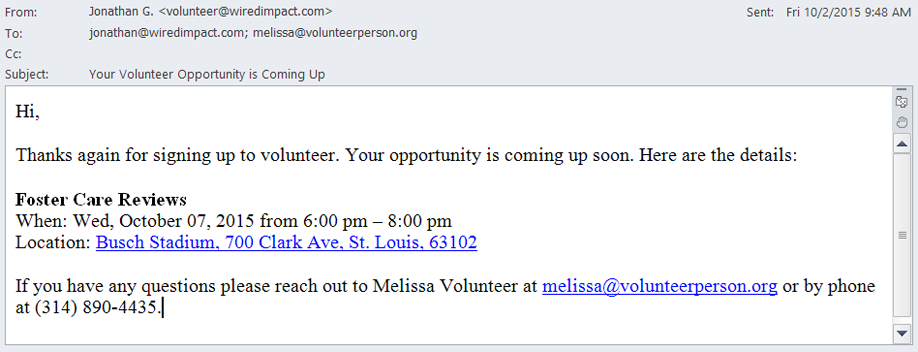 From: Jonathan G. <volunteer@wiredimpact.com> Sent: Fri 10/2/2015 9:48 AM
To: jonathan@wiredimpact.com; melissa@volunteerperson.org
Cc:
Subject: Your Volunteer Opportunity is Coming Up
Hi,
Thanks again for signing up to volunteer. Your opportunity is coming up soon. Here are the details:
Foster Care Reviews
When: Wed, October 07, 2015 from 6:00 pm – 8:00 pm
Location: Busch Stadium, 700 Clark Ave, St. Louis, 63102
If you have any questions please reach out to Melissa Volunteer at melissa@volunteerperson.org or by phone
at (314) 890-4435.